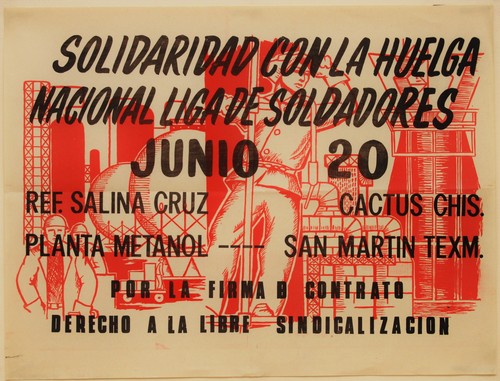 SOLIDARIDAD CON LA HUELGA
NACIONAL LIGA DE SOLDADORES
JUNIO 20
REF. SALINA CRUZ CACTUS CHIS.
PLANTA METANOL ---- SAN MARTIN TEXM.
POR LA FIRMA D CONTRATO
DERECHO A LA LIBRE SINDICALIZACION